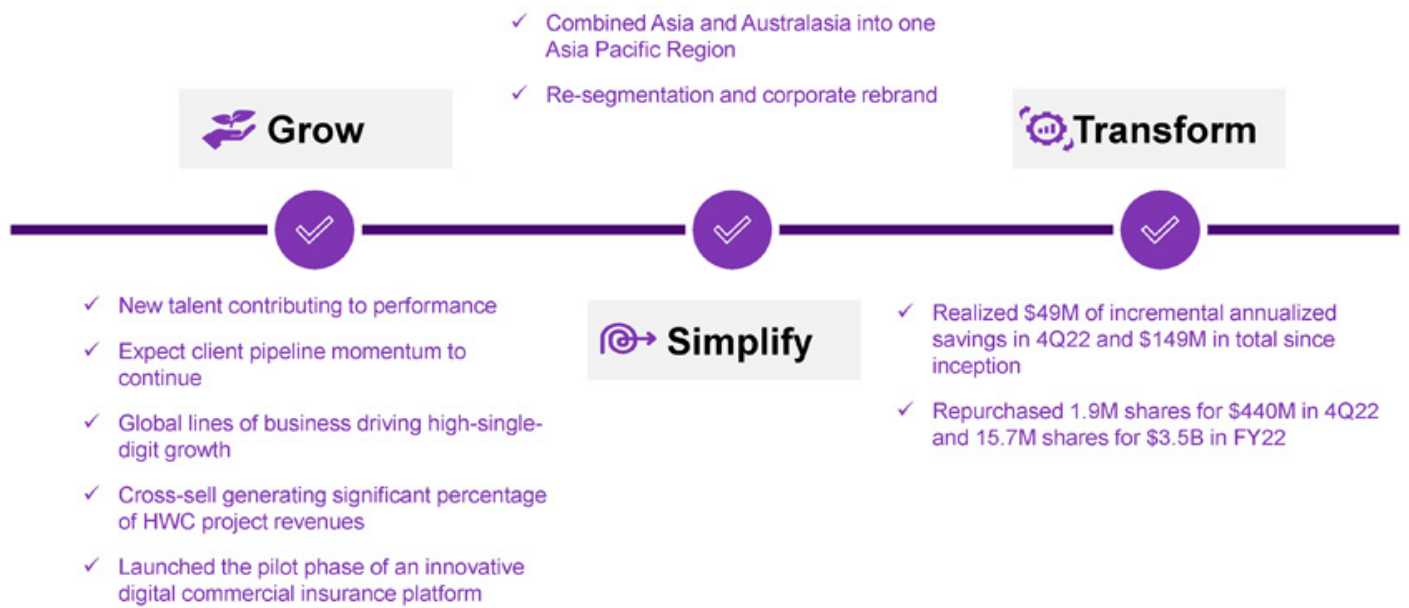 Grow
✓ New talent contributing to performance
✓ Expect client pipeline momentum to
continue
✓ Global lines of business driving high-single-
digit growth
✓ Cross-sell generating significant percentage
of HWC project revenues
✓ Launched the pilot phase of an innovative
digital commercial insurance platform
✓ Combined Asia and Australasia into one
Asia Pacific Region
✓ Re-segmentation and corporate rebrand
Simplify
Transform
✓ Realized $49M of incremental annualized
savings in 4Q22 and $149M in total since
inception
✓ Repurchased 1.9M shares for $440M in 4Q22
and 15.7M shares for $3.5B in FY22